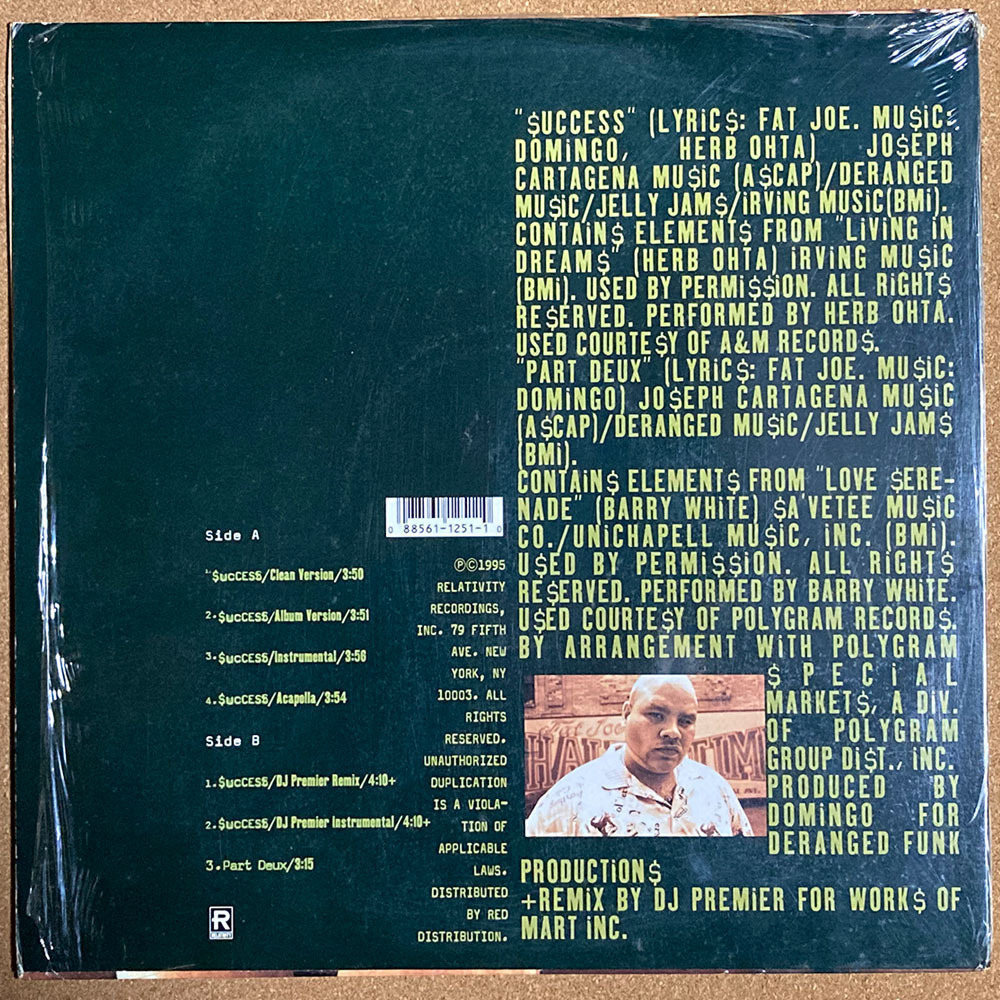 "$UCCESS" (LYRiC$: FAT JOE. MU$iC:
DOMiNGO, HERB OHTA) JO$EPH
CARTAGENA MU$iC (A$CAP)/DERANGED
MU$iC/JELLY JAM$/iRViNG MUSiC(BMi).
CONTAiN$ ELEMENT$ FROM "LiViNG iN
DREAM$" (HERB OHTA) iRViNG MU$iC
(BMi). USED BY PERMi$$iON. ALL RiGHT$
RE$ERVED. PERFORMED BY HERB OHTA.
USED COURTE$Y OF A&M RECORD$.
"PART DEUX" (LYRiC$: FAT JOE. MU$iC:
DOMiNGO) JO$EPH CARTAGENA MU$iC
(A$CAP)/DERANGED MU$iC/JELLY JAM$
(BMi).
CONTAiN$ ELEMENT$ FROM "LOVE $ERE-
NADE" (BARRY WHiTE) $A'VETEE MU$iC
CO./UNiCHAPELL MU$iC, iNC. (BMi).
U$ED BY PERMi$$iON. ALL RiGHT$
RE$ERVED. PERFORMED BY BARRY WHiTE.
U$ED COURTE$Y OF POLYGRAM RECORD$.
BY ARRANGEMENT WiTH POLYGRAM
$PECiAL
MARKET$, A DiV.
OF POLYGRAM
GROUP Di$T., iNC.
PRODUCED BY
DOMiNGO FOR
DERANGED FUNK
PRODUCTiON$
+REMiX BY DJ PREMiER FOR WORK$ OF
MART iNC.
Fat Joe
0 88561-1251-1 0
Side A
1.$ucCESS/Clean Version/3:50
2.$ucCESS/Album Version/3:51
3.$ucCESS/Instrumental/3:56
4.$ucCESS/Acapella/3:54
Side B
1.$ucCESS/DJ Premier Remix/4:10+
2.$ucCESS/DJ Premier Instrumental/4:10+
3.Part Deux/3:15
℗©1995
RELATIVITY
RECORDINGS,
INC. 79 FIFTH
AVE. NEW
YORK, NY
10003. ALL
RIGHTS
RESERVED.
UNAUTHORIZED
DUPLICATION
IS A VIOLA-
TION OF
APPLICABLE
LAWS.
DISTRIBUTED
BY RED
DISTRIBUTION.
R
RELATIVITY